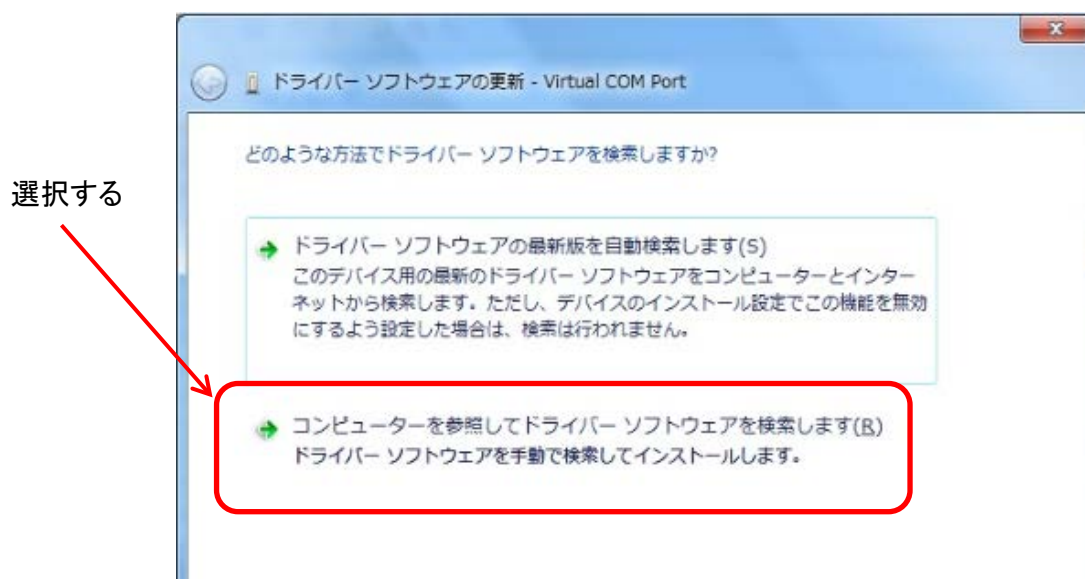 ドライバー ソフトウェアの更新 - Virtual COM Port
どのような方法でドライバー ソフトウェアを検索しますか?
選択する
ドライバー ソフトウェアの最新版を自動検索します(S)
このデバイス用の最新のドライバー ソフトウェアをコンピューターとインター
ネットから検索します。ただし、デバイスのインストール設定でこの機能を無効
にするよう設定した場合は、検索は行われません。
コンピューターを参照してドライバー ソフトウェアを検索します(R)
ドライバー ソフトウェアを手動で検索してインストールします。